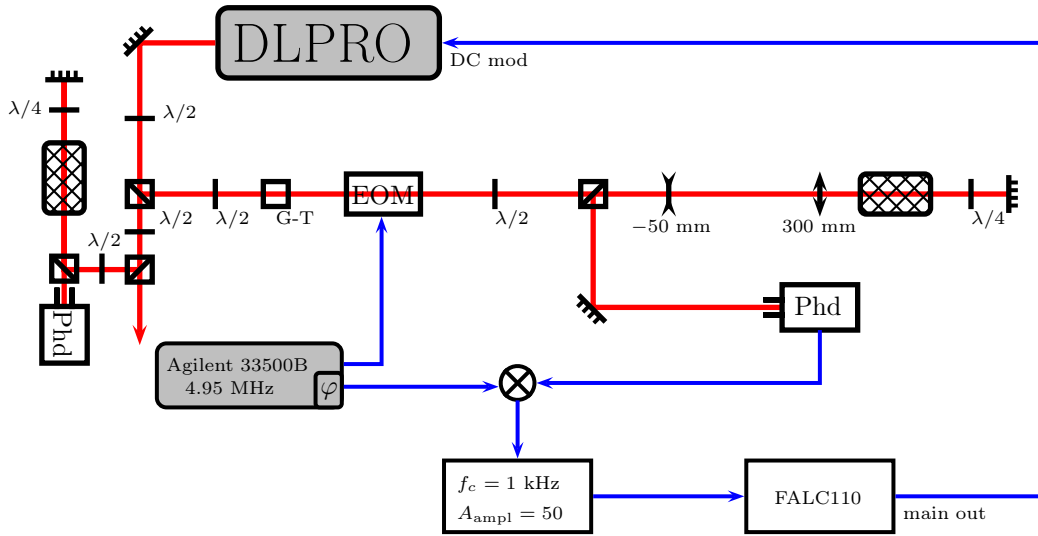 DLPRO
DC mod
λ/4
λ/2
EOM
λ/2
λ/2
G-T
λ/2
−50 mm
300 mm
λ/4
λ/2
Phd
Phd
Agilent 33500B
4.95 MHz
φ
f_c = 1 kHz
A_ampl = 50
FALC110
main out